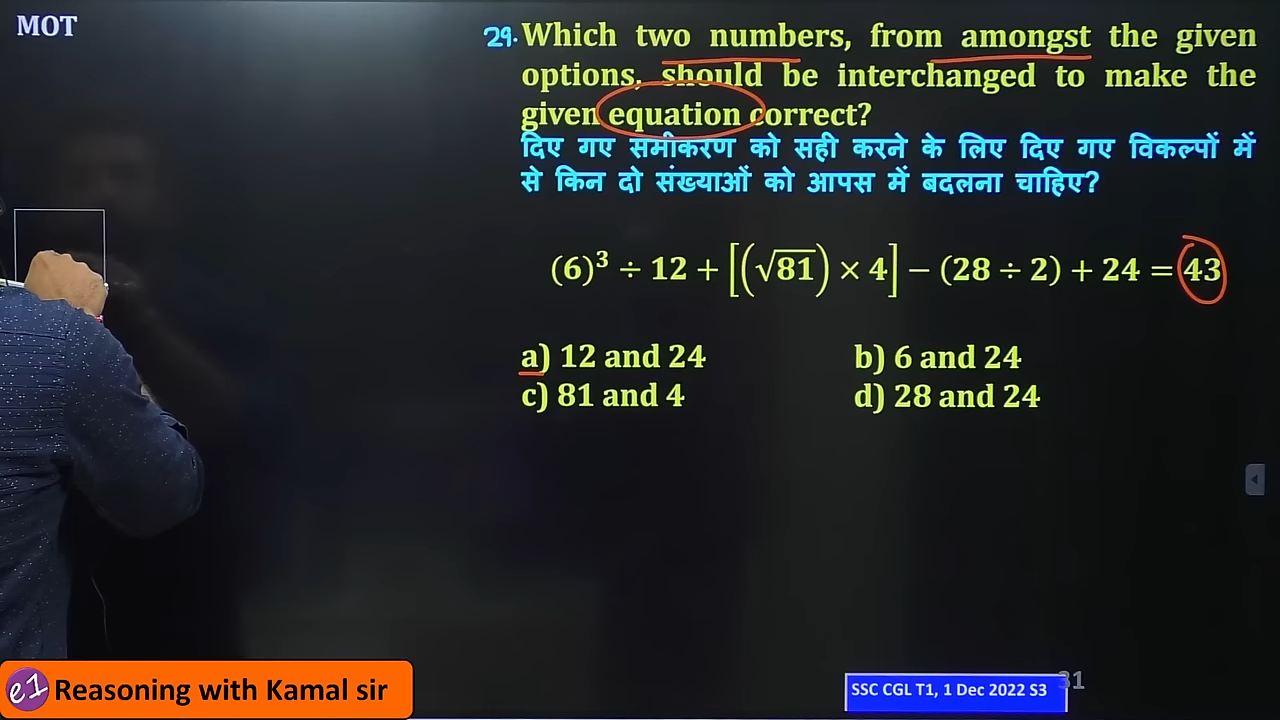 MOT
29. Which two numbers, from amongst the given
options, should be interchanged to make the
given equation correct?
दिए गए समीकरण को सही करने के लिए दिए गए विकल्पों में
से किन दो संख्याओं को आपस में बदलना चाहिए?
(6)³ ÷ 12 + [(√81) × 4] − (28 ÷ 2) + 24 = 43
a) 12 and 24 b) 6 and 24
c) 81 and 4 d) 28 and 24
e1 Reasoning with Kamal sir
SSC CGL T1, 1 Dec 2022 S3 31